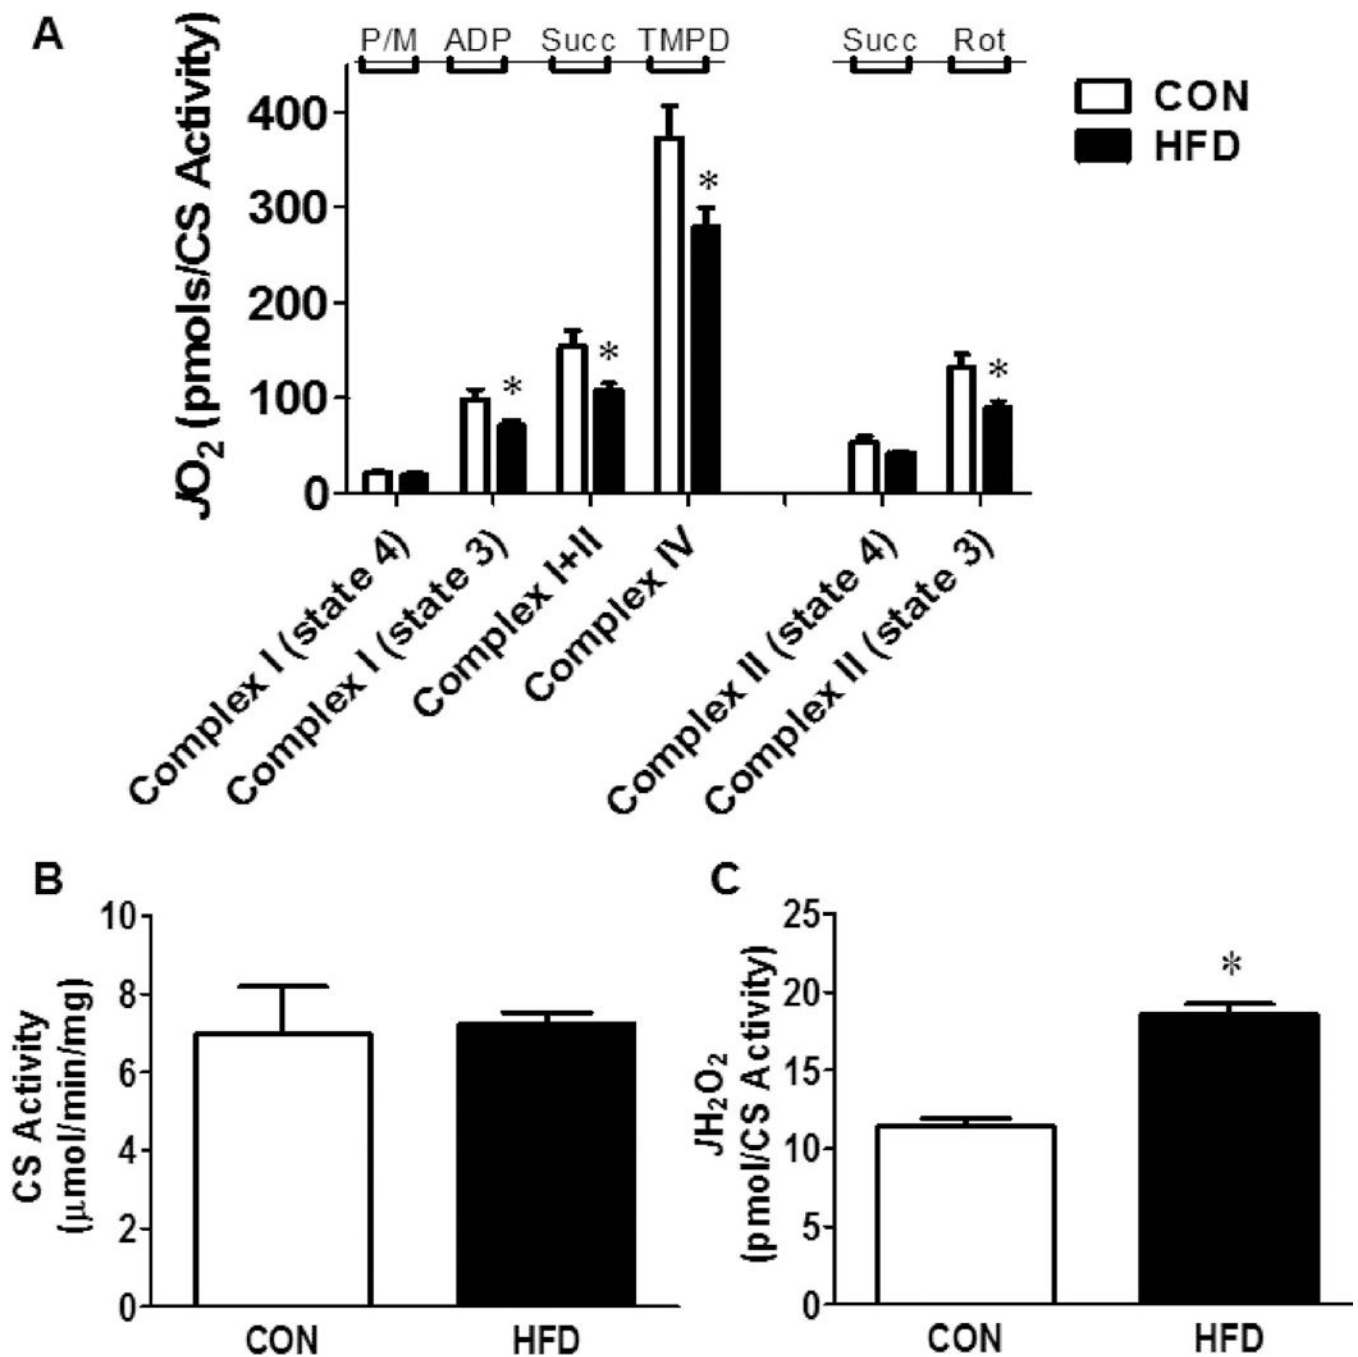 A
P/M ADP Succ TMPD Succ Rot
CON
HFD
JO2 (pmols/CS Activity)
400
300
200
100
0
Complex I (state 4)
Complex I (state 3)
Complex I+II
Complex IV
Complex II (state 4)
Complex II (state 3)
*
*
*
*
B
CS Activity
(μmol/min/mg)
10
8
6
4
2
0
CON HFD
C
JH2O2
(pmol/CS Activity)
25
20
15
10
5
0
*
CON HFD